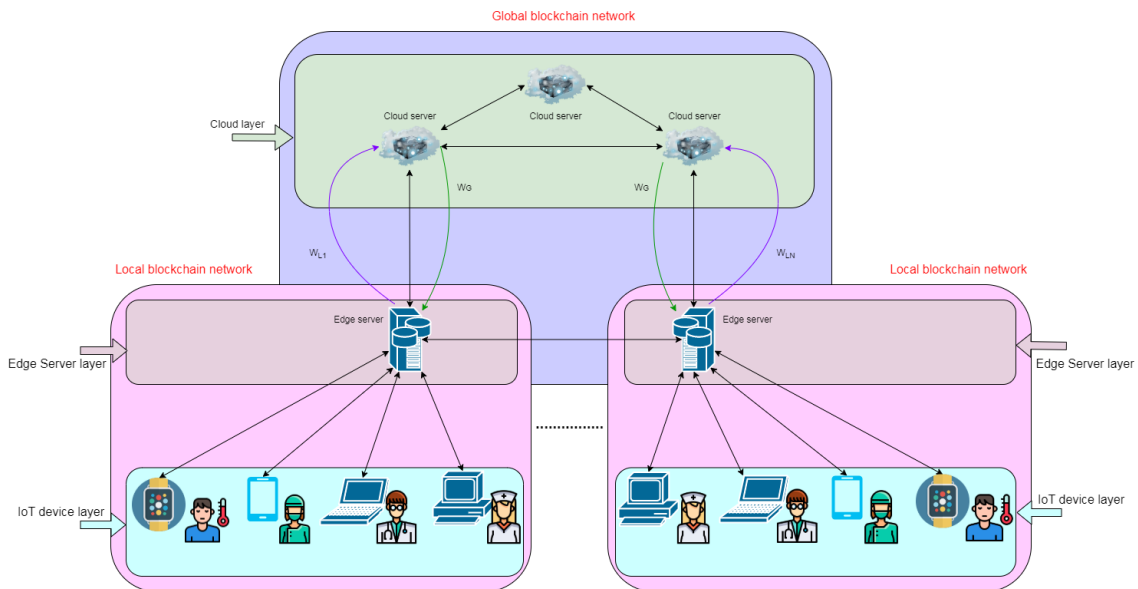 Global blockchain network
Cloud server
Cloud server
Cloud server
Cloud layer
WG
WG
WL1
WLN
Local blockchain network
Local blockchain network
Edge server
Edge server
Edge Server layer
Edge Server layer
IoT device layer
IoT device layer